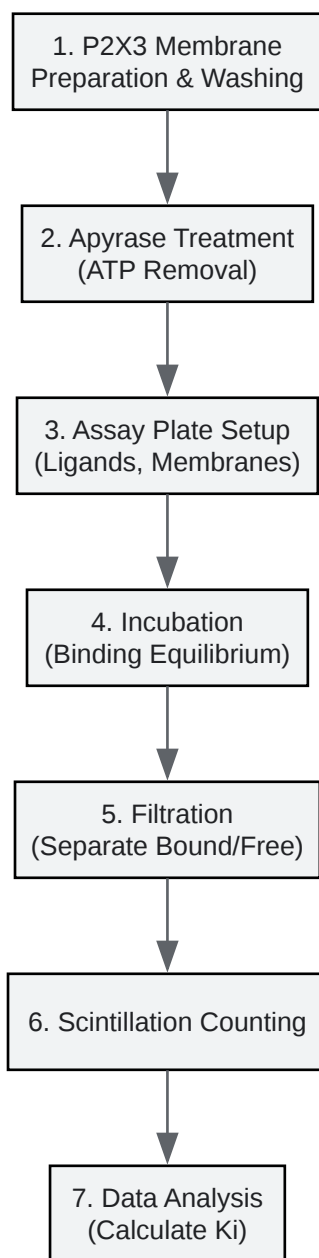 1. P2X3 Membrane
Preparation & Washing
2. Apyrase Treatment
(ATP Removal)
3. Assay Plate Setup
(Ligands, Membranes)
4. Incubation
(Binding Equilibrium)
5. Filtration
(Separate Bound/Free)
6. Scintillation Counting
7. Data Analysis
(Calculate Ki)